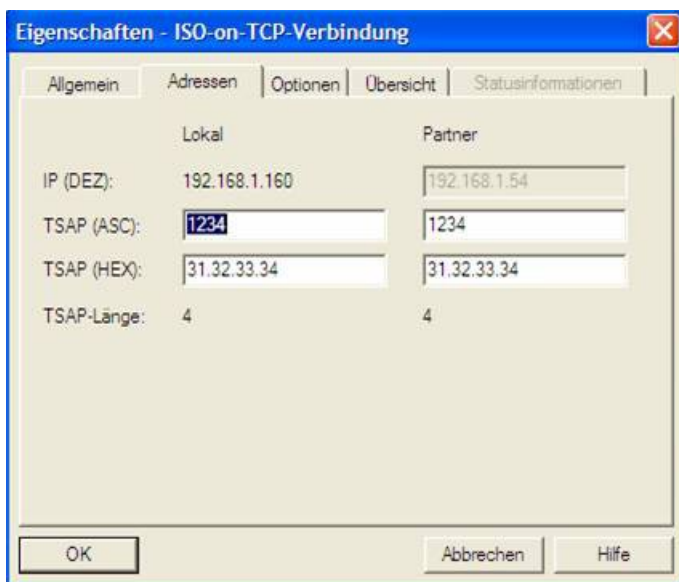 Eigenschaften - ISO-on-TCP-Verbindung
Allgemein Adressen Optionen Übersicht Statusinformationen
Lokal Partner
IP (DEZ): 192.168.1.160 192.168.1.54
TSAP (ASC): 1234 1234
TSAP (HEX): 31.32.33.34 31.32.33.34
TSAP-Länge: 4 4
OK Abbrechen Hilfe